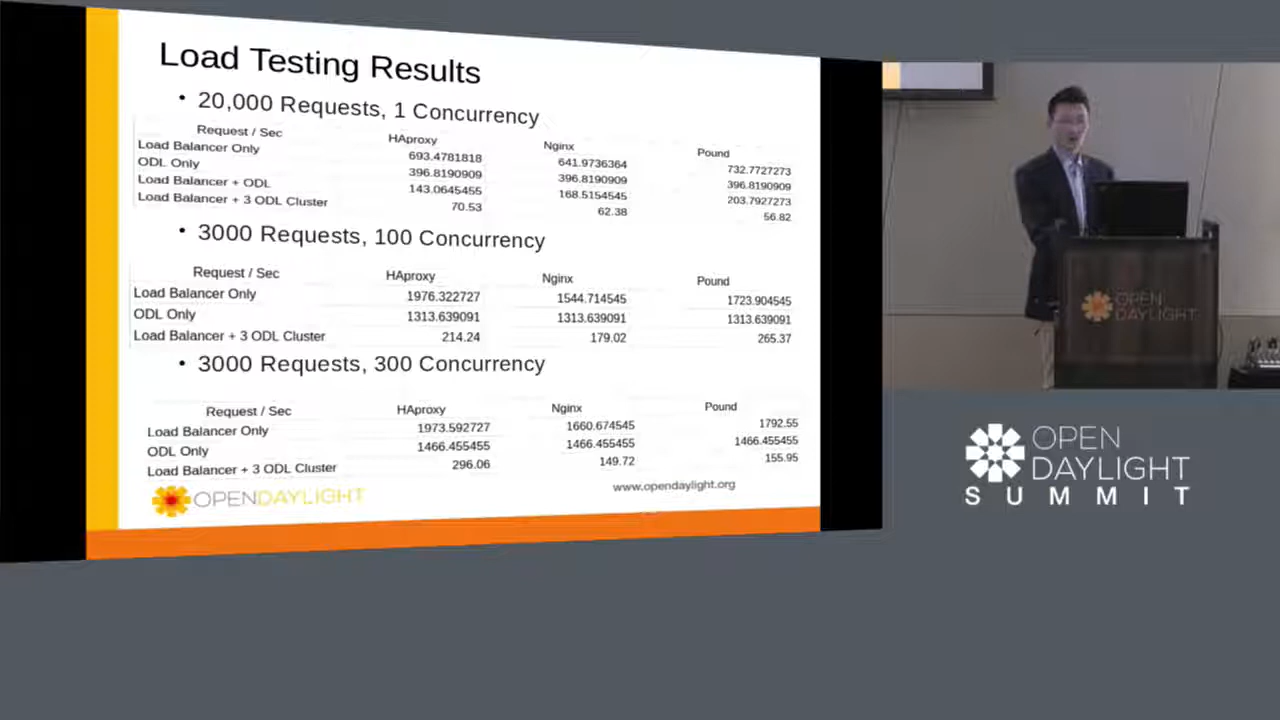 Load Testing Results
• 20,000 Requests, 1 Concurrency
Request / Sec HAproxy Nginx Pound
Load Balancer Only 693.4781818 641.9736364 732.7727273
ODL Only 396.8190909 396.8190909 396.8190909
Load Balancer + ODL 143.0645455 168.5154545 203.7927273
Load Balancer + 3 ODL Cluster 70.53 62.38 56.82
• 3000 Requests, 100 Concurrency
Request / Sec HAproxy Nginx Pound
Load Balancer Only 1976.322727 1544.714545 1723.904545
ODL Only 1313.639091 1313.639091 1313.639091
Load Balancer + 3 ODL Cluster 214.24 179.02 265.37
• 3000 Requests, 300 Concurrency
Request / Sec HAproxy Nginx Pound
Load Balancer Only 1973.592727 1660.674545 1792.55
ODL Only 1466.455455 1466.455455 1466.455455
Load Balancer + 3 ODL Cluster 296.06 149.72 155.95
OPENDAYLIGHT
www.opendaylight.org
OPEN
DAYLIGHT
OPEN
DAYLIGHT
SUMMIT